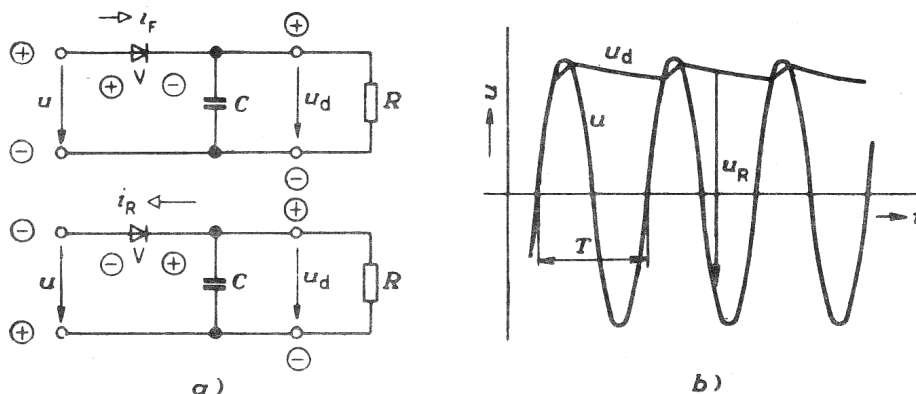 i_F
⊕ ⊕
⊕ V ⊖
u C u_d R
⊖ ⊖
i_R
⊖ ⊕
⊖ V ⊕
u C u_d R
⊕ ⊖
a)
u
u_d
u
u_R
T
b)